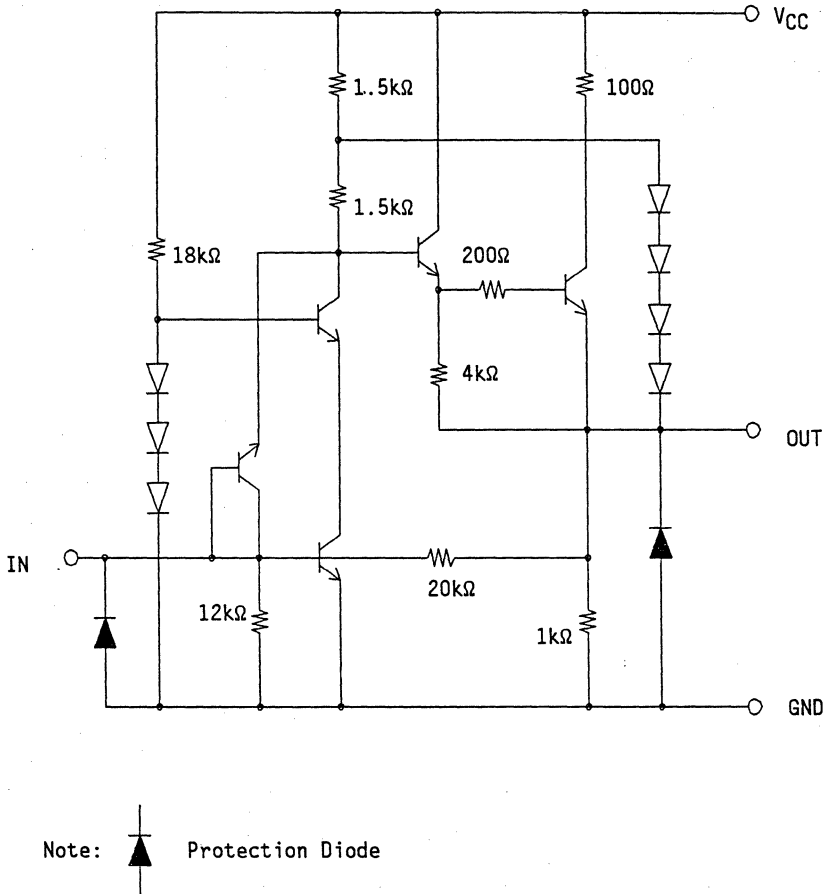 VCC
1.5kΩ
100Ω
1.5kΩ
18kΩ
200Ω
4kΩ
OUT
IN
20kΩ
12kΩ
1kΩ
GND
Note: Protection Diode